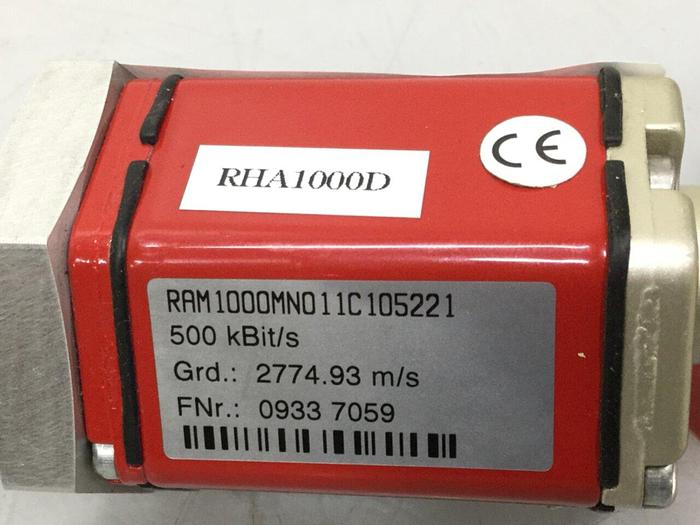 RHA1000D
CE
RAM1000MN011C105221
500 kBit/s
Grd.: 2774.93 m/s
FNr.: 0933 7059